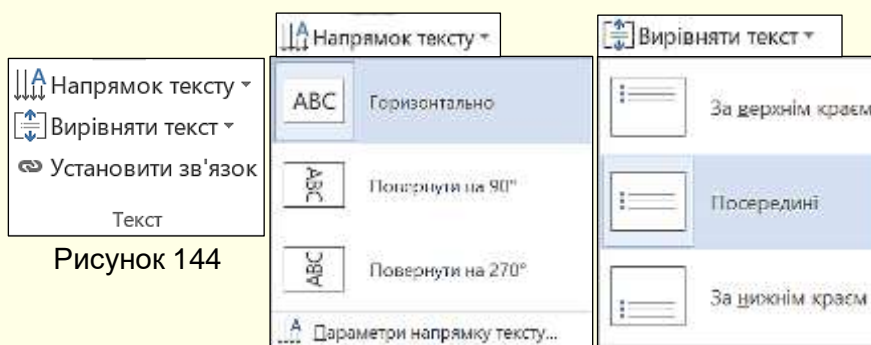 Напрямок тексту
Вирівняти текст
Установити зв'язок
Текст
Рисунок 144
Напрямок тексту
ABC Горизонтально
ABC Повернути на 90°
ABC Повернути на 270°
Параметри напрямку тексту...
Вирівняти текст
За верхнім краєм
Посередині
За нижнім краєм